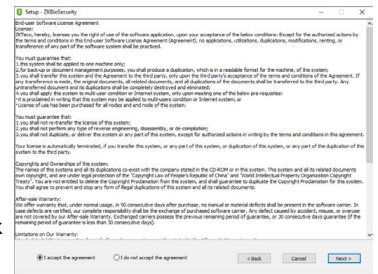 Setup - ZKBioSecurity
End-user Software License Agreement
License:
ZKTeco, hereby, licenses you the right of use of the software application, upon your acceptance of the below conditions: Except for the authorized actions by
the terms and conditions in this End-user Software License Agreement (Agreement), no applications, utilizations, duplications, modifications, renting, or
transference of any part of the software system shall be practiced.
You must guarantee that:
1.this system shall not be applied to one machine only;
2.for back-up or document management purposes, you shall produce a duplication, which is in a readable format for the machine, of this system;
3.you shall transfer this system and the Agreement to the third party, only upon the third party's acceptance of the terms and conditions of the Agreement. If
any transference is made, the original documents, all related documents, and all duplications of the documents shall be transferred to the third party. Any
untransferred document and its duplications shall be completely destroyed and eliminated;
4.you shall apply this system to multi-user condition or Internet system, only upon meeting one of the below pre-requisites:
*It is proclaimed in writing that this system may be applied to multi-user condition or Internet system; or
*License of use has been purchased for all nodes and end node of this system.
You must guarantee that:
1.you shall not re-transfer the license of this system;
2.you shall not perform any type of reverse engineering, disassembly, or de-compilation;
3.you shall not duplicate, or deliver this system or any part of this system, except for authorized actions in writing by the terms and conditions in this agreement.
Your license is automatically terminated, if you transfer this system, or any part of this system, or duplication of this system, or any part of the duplication of this
system to the third party.
Copyrights and Ownership of this system:
The names of this systems and all its duplications co-exist with the company stated in the CD-ROM or in this system. This system and all its related documents
own copyright, and are under legal protection of the "Copyright Law of People's Republic of China" and "World Intellectual Property Organization Copyright
Treaty". You are not entitled to delete the Copyright Proclamation from this system, and shall guarantee to duplicate the Copyright Proclamation for this system.
You shall agree to prevent and stop any form of illegal duplications of this system and all its related documents.
After-sale Warranty:
We offer warranty that, under normal usage, in 90 consecutive days after purchase, no manual or material defects shall be present in the software carrier. In
case defects are certified, our complete responsibility shall be the exchange of purchased software carrier. Any defect caused by accident, misuse, or overuse
are not covered by our After-sale Warranty. Exchanged carriers possess the previous remaining period of guarantee, or 30 consecutive days guarantee (if the
remaining period of guarantee is less than 30 consecutive days).
Limitations on Our Warranty:
I accept the agreement
I do not accept the agreement
< Back
Cancel
Next >